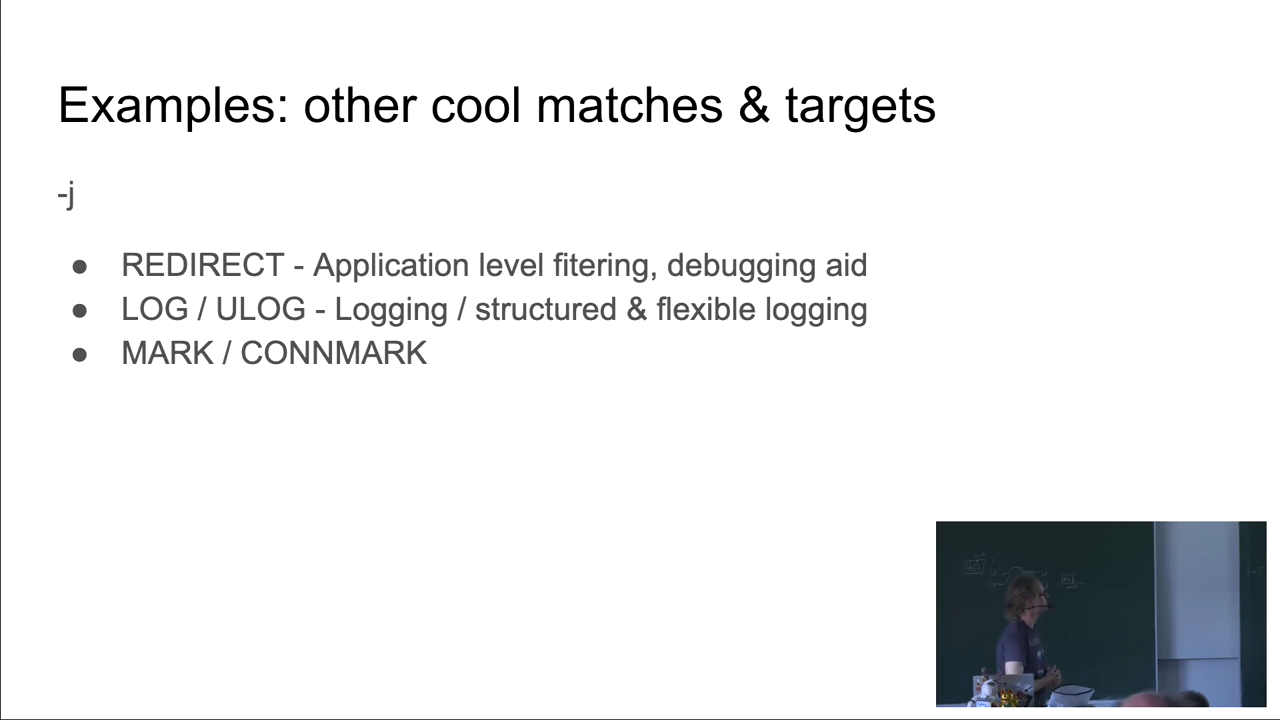 Examples: other cool matches & targets
-j
● REDIRECT - Application level fitering, debugging aid
● LOG / ULOG - Logging / structured & flexible logging
● MARK / CONNMARK